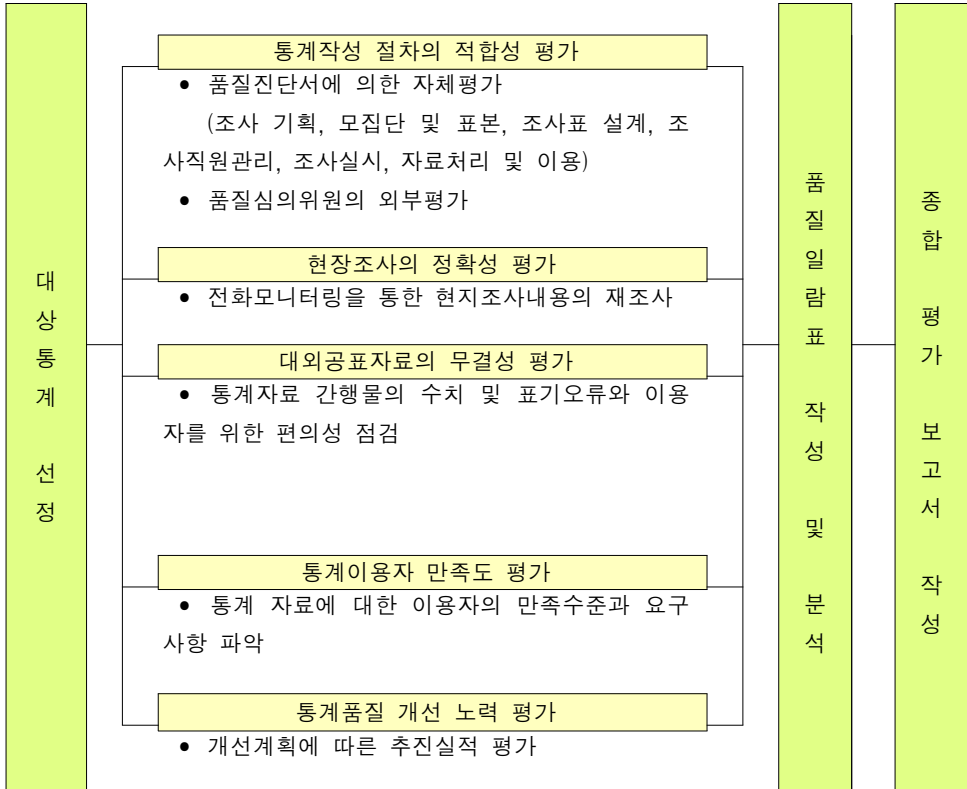 대상통계 선정
통계작성 절차의 적합성 평가
• 품질진단서에 의한 자체평가
(조사 기획, 모집단 및 표본, 조사표 설계, 조
사직원관리, 조사실시, 자료처리 및 이용)
• 품질심의위원의 외부평가
현장조사의 정확성 평가
• 전화모니터링을 통한 현지조사내용의 재조사
대외공표자료의 무결성 평가
• 통계자료 간행물의 수치 및 표기오류와 이용
자를 위한 편의성 점검
통계이용자 만족도 평가
• 통계 자료에 대한 이용자의 만족수준과 요구
사항 파악
통계품질 개선 노력 평가
• 개선계획에 따른 추진실적 평가
품질일람표 작성 및 분석
종합 평가 보고서 작성